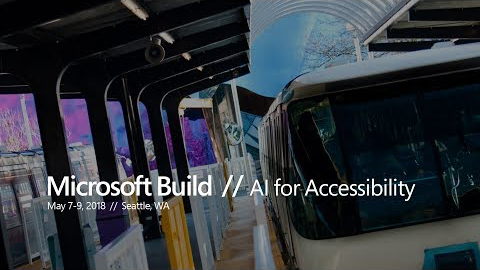 Microsoft Build // AI for Accessibility
May 7-9, 2018 // Seattle, WA